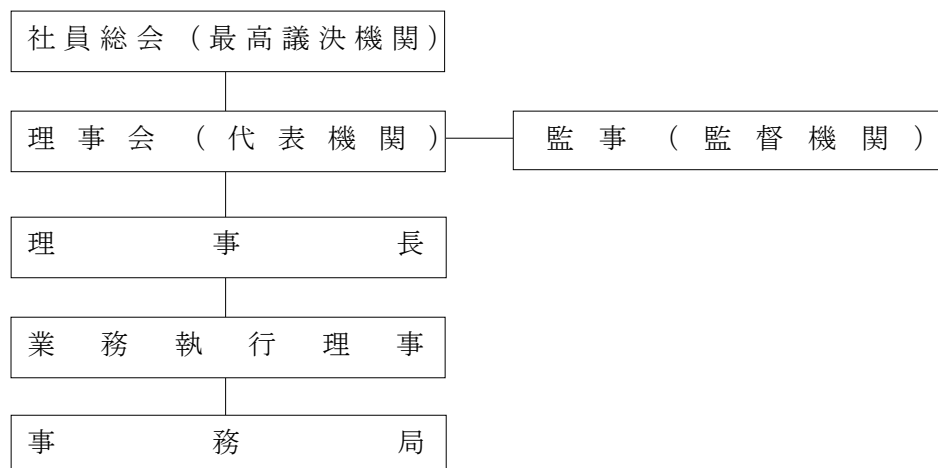 社員総会（最高議決機関）
理事会（代表機関）
監事（監督機関）
理事長
業務執行理事
事務局